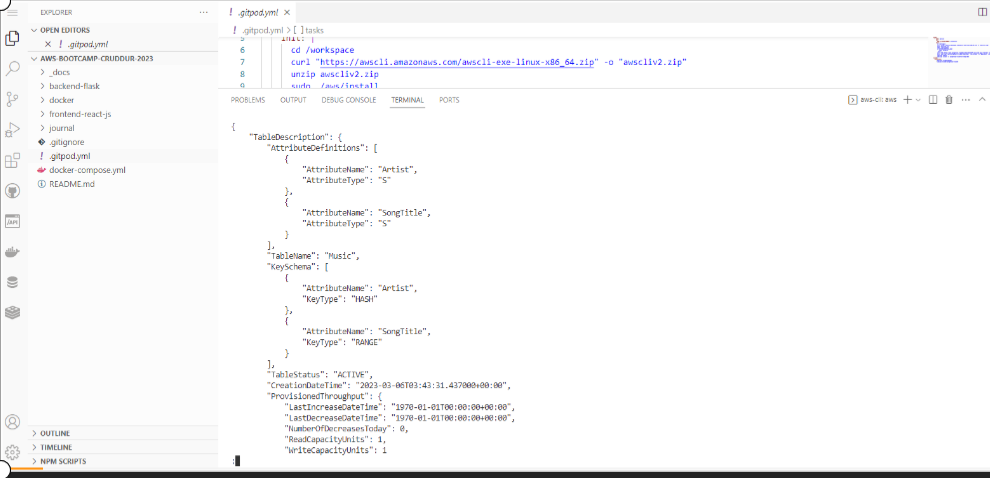 EXPLORER
OPEN EDITORS
.gitpod.yml
AWS-BOOTCAMP-CRUDDUR-2023
_docs
backend-flask
docker
frontend-react-js
journal
.gitignore
.gitpod.yml
docker-compose.yml
README.md
OUTLINE
TIMELINE
NPM SCRIPTS
.gitpod.yml
.gitpod.yml > [ ] tasks
5 init: |
6 cd /workspace
7 curl "https://awscli.amazonaws.com/awscli-exe-linux-x86_64.zip" -o "awscliv2.zip"
8 unzip awscliv2.zip
9 sudo ./aws/install
PROBLEMS OUTPUT DEBUG CONSOLE TERMINAL PORTS
aws-cli: aws
{
"TableDescription": {
"AttributeDefinitions": [
{
"AttributeName": "Artist",
"AttributeType": "S"
},
{
"AttributeName": "SongTitle",
"AttributeType": "S"
}
],
"TableName": "Music",
"KeySchema": [
{
"AttributeName": "Artist",
"KeyType": "HASH"
},
{
"AttributeName": "SongTitle",
"KeyType": "RANGE"
}
],
"TableStatus": "ACTIVE",
"CreationDateTime": "2023-03-06T03:43:31.437000+00:00",
"ProvisionedThroughput": {
"LastIncreaseDateTime": "1970-01-01T00:00:00+00:00",
"LastDecreaseDateTime": "1970-01-01T00:00:00+00:00",
"NumberOfDecreasesToday": 0,
"ReadCapacityUnits": 1,
"WriteCapacityUnits": 1
: